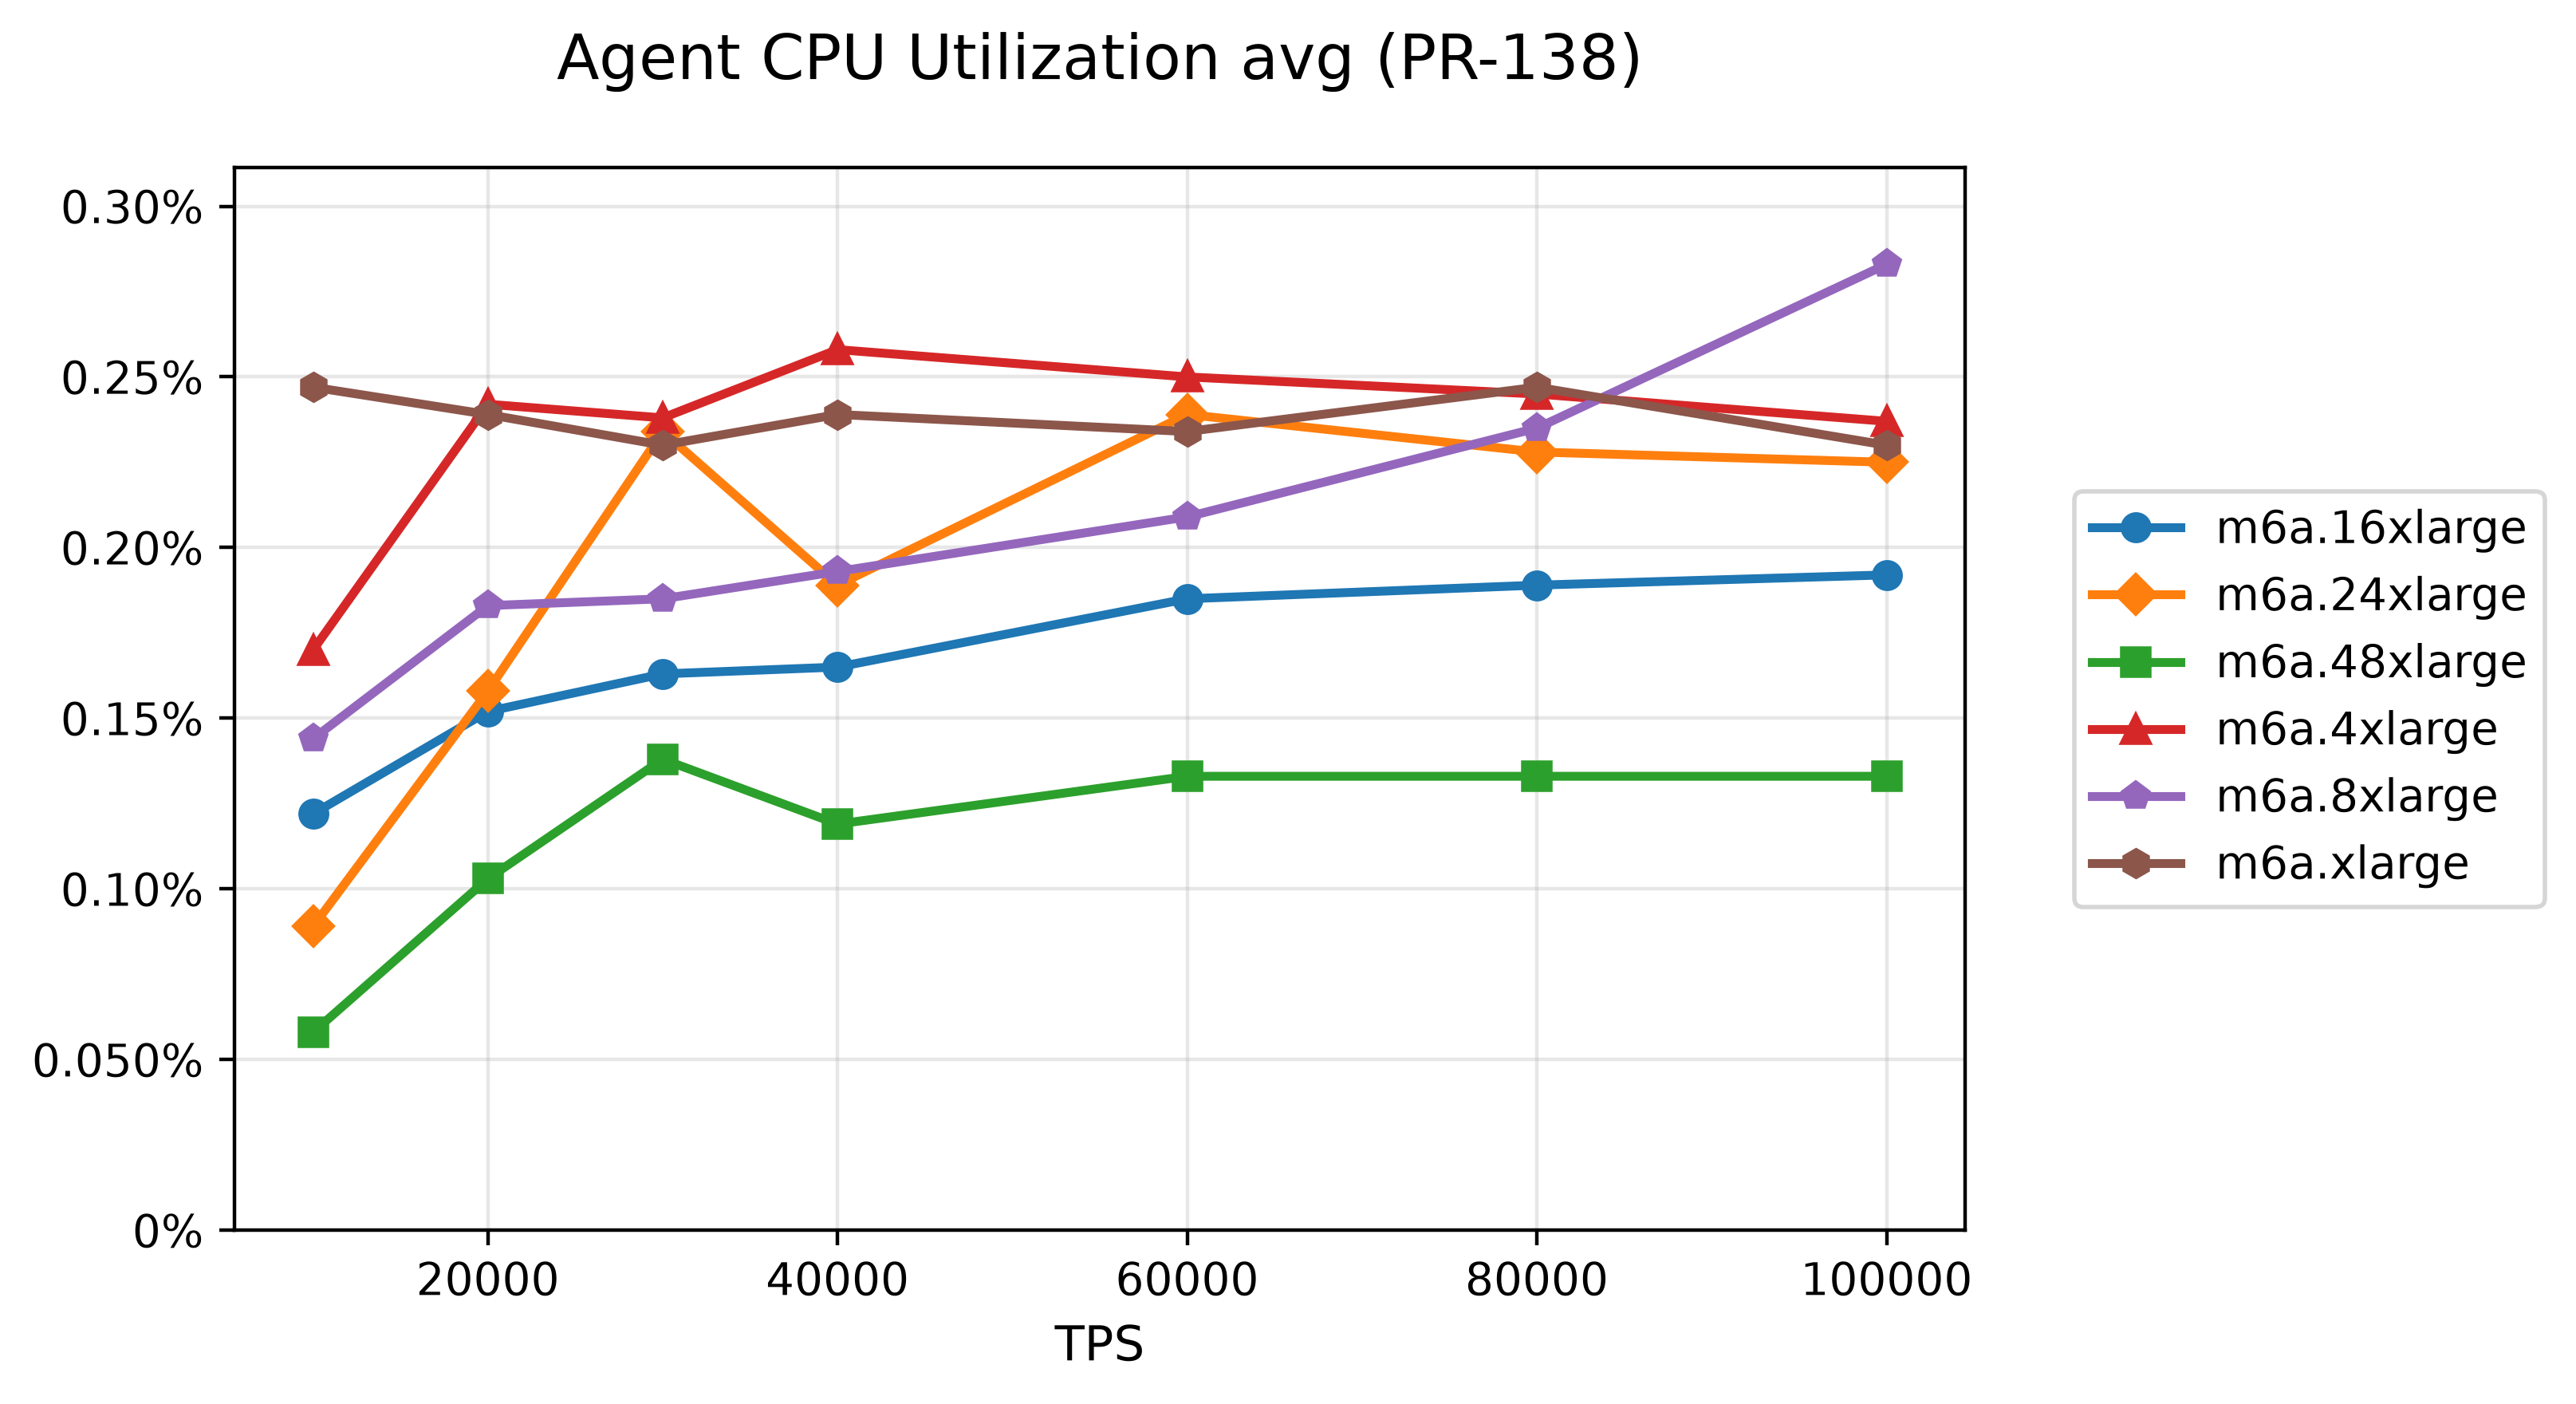 Agent CPU Utilization avg (PR-138)
0.30%
0.25%
0.20%
0.15%
0.10%
0.050%
0%
20000 40000 60000 80000 100000
TPS
m6a.16xlarge
m6a.24xlarge
m6a.48xlarge
m6a.4xlarge
m6a.8xlarge
m6a.xlarge